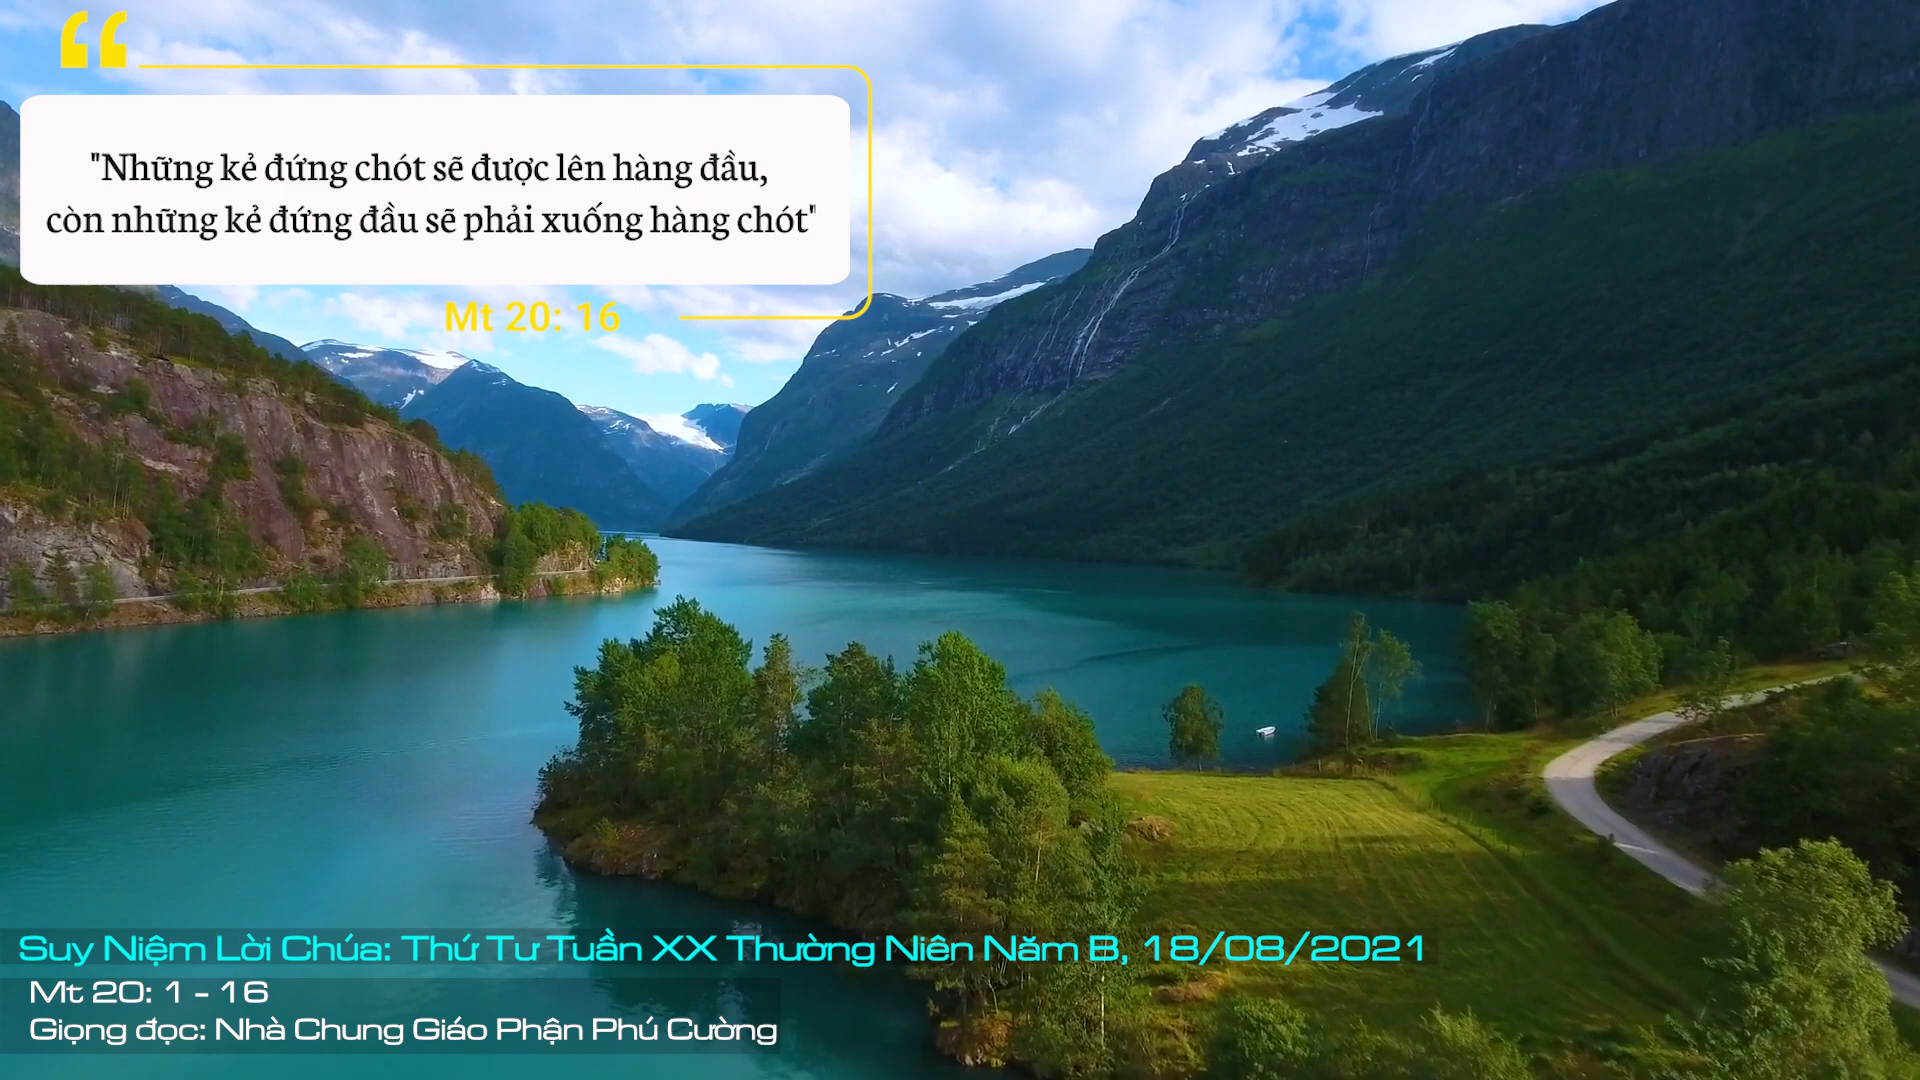 "Những kẻ đứng chót sẽ được lên hàng đầu,
còn những kẻ đứng đầu sẽ phải xuống hàng chót"
Mt 20: 16
Suy Niệm Lời Chúa: Thứ Tư Tuần XX Thường Niên Năm B, 18/08/2021
Mt 20: 1 - 16
Giọng đọc: Nhà Chung Giáo Phận Phú Cường